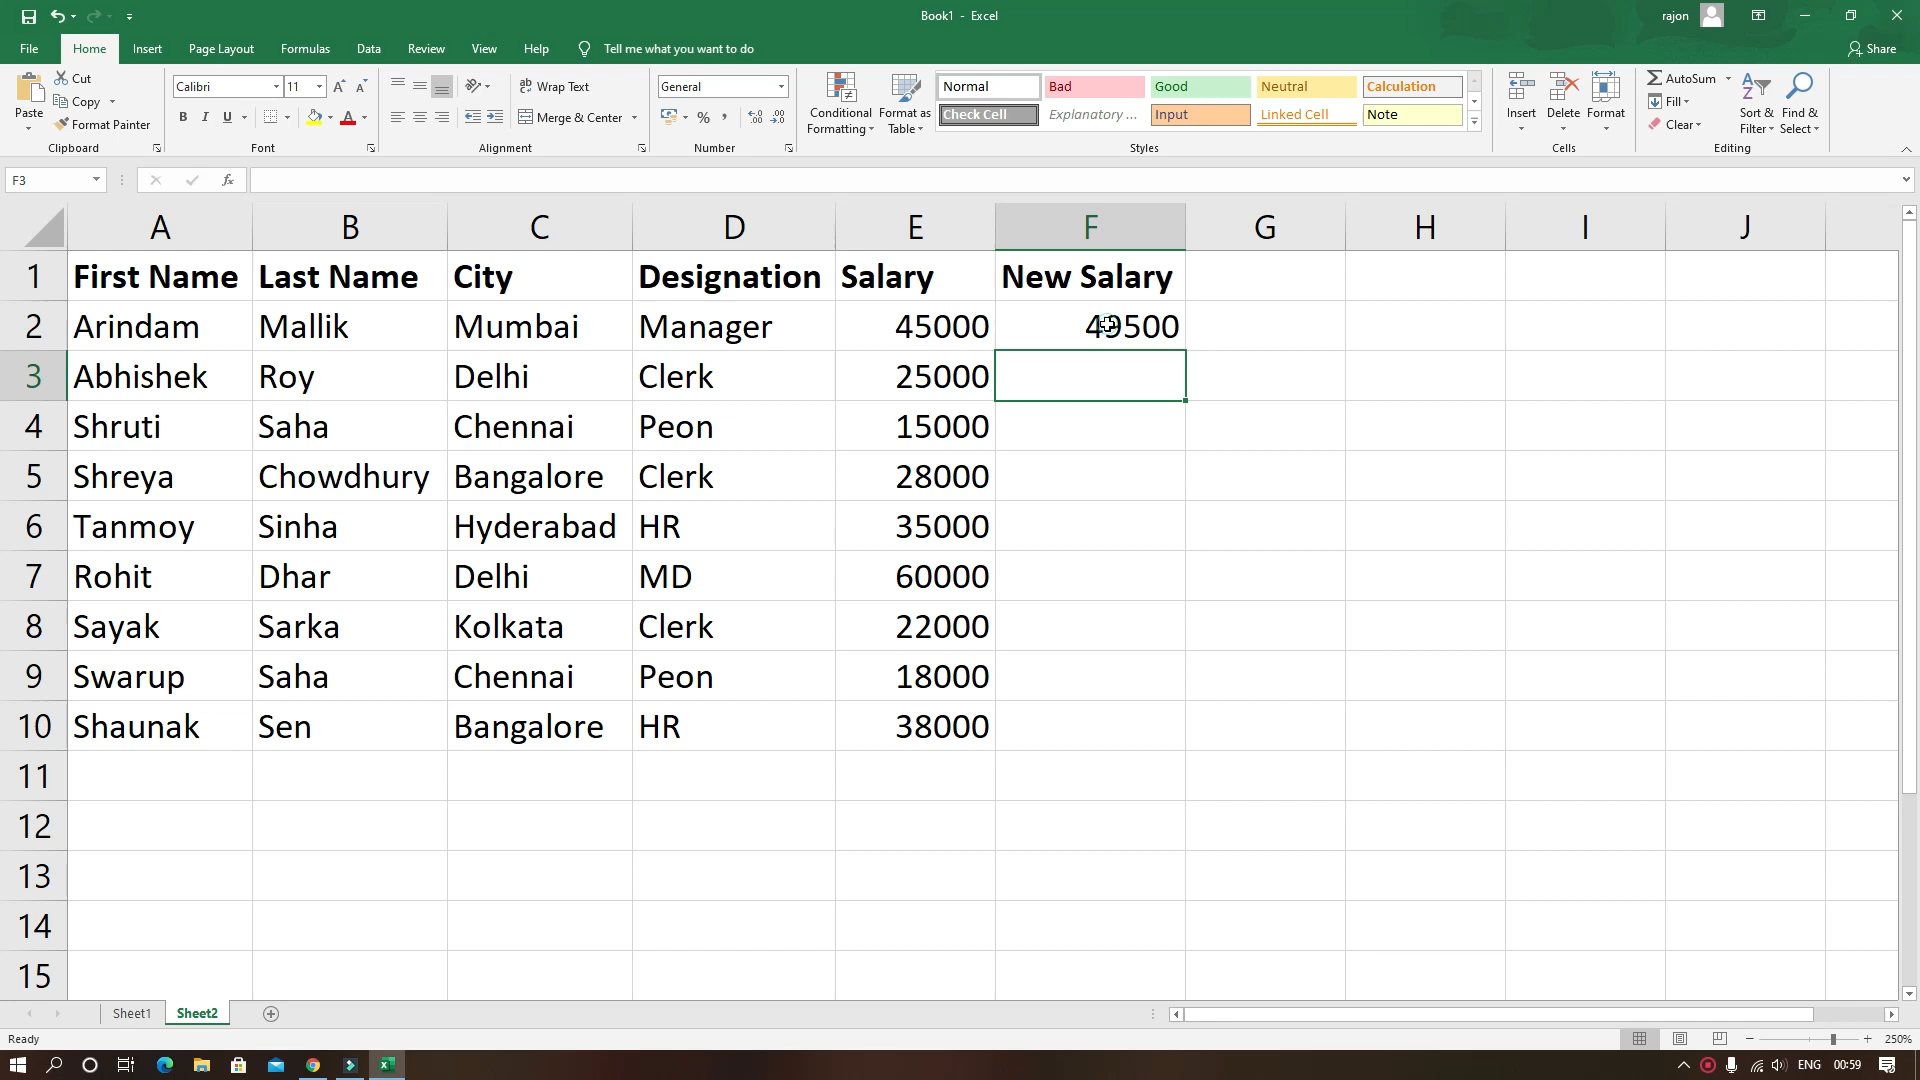 Book1 - Excel
rajon
File Home Insert Page Layout Formulas Data Review View Help Tell me what you want to do Share
Paste
Cut
Copy
Format Painter
Clipboard
Calibri 11 A A
B I U A
Font
ab Wrap Text
Merge & Center
Alignment
General
% ,
Number
Conditional Formatting
Format as Table
Normal Bad Good Neutral Calculation
Check Cell Explanatory ... Input Linked Cell Note
Styles
Insert Delete Format
Cells
AutoSum
Fill
Clear
Sort & Filter
Find & Select
Editing
F3 fx
A B C D E F G H I J
1 First Name Last Name City Designation Salary New Salary
2 Arindam Mallik Mumbai Manager 45000 49500
3 Abhishek Roy Delhi Clerk 25000
4 Shruti Saha Chennai Peon 15000
5 Shreya Chowdhury Bangalore Clerk 28000
6 Tanmoy Sinha Hyderabad HR 35000
7 Rohit Dhar Delhi MD 60000
8 Sayak Sarka Kolkata Clerk 22000
9 Swarup Saha Chennai Peon 18000
10 Shaunak Sen Bangalore HR 38000
11
12
13
14
15
Sheet1 Sheet2
Ready 250%
ENG 00:59